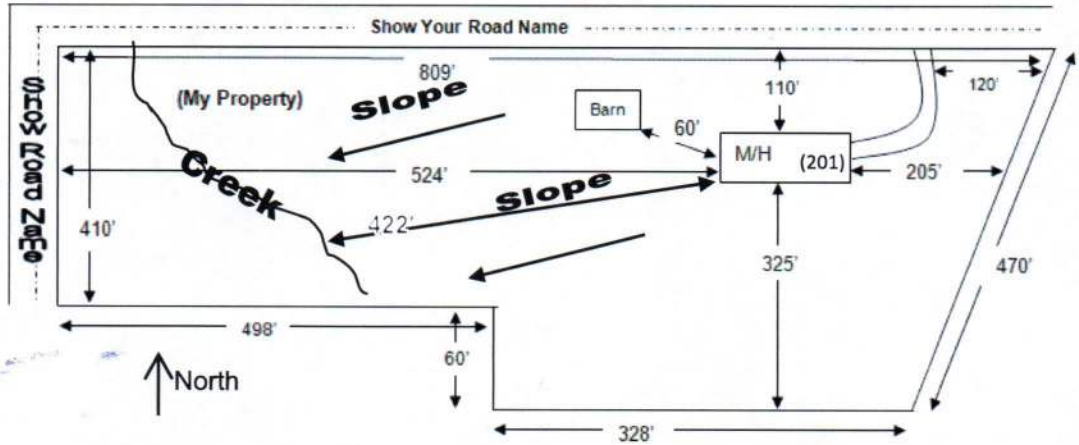 Show Your Road Name
809'
(My Property)
Slope
110'
120'
Barn
60'
M/H
(201)
Show Road Name
Creek
524'
Slope
205'
410'
422'
325'
470'
498'
60'
North
328'